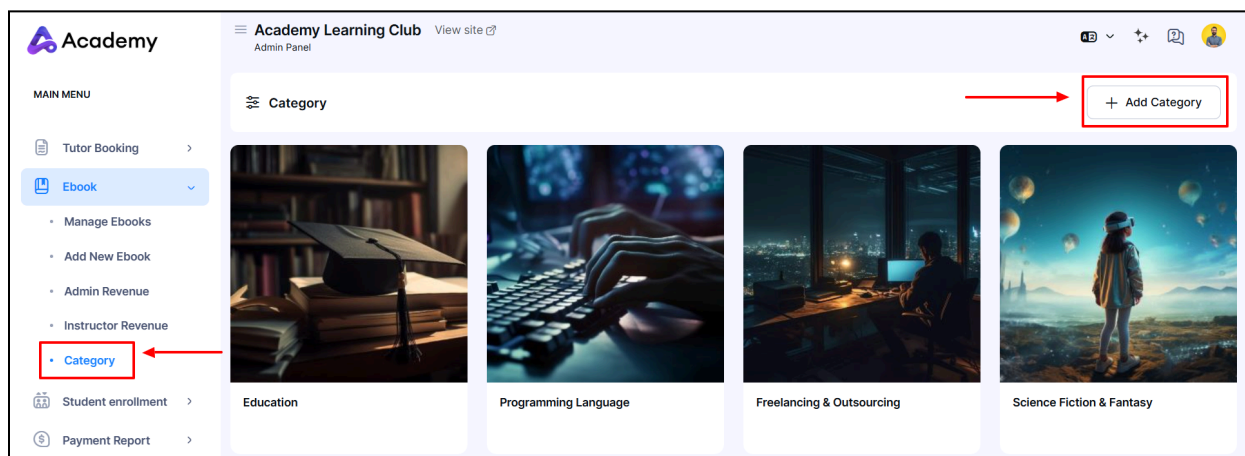 Academy
Academy Learning Club View site
Admin Panel
MAIN MENU
Category
+ Add Category
Tutor Booking
Ebook
Manage Ebooks
Add New Ebook
Admin Revenue
Instructor Revenue
Category
Student enrollment
Payment Report
Education
Programming Language
Freelancing & Outsourcing
Science Fiction & Fantasy